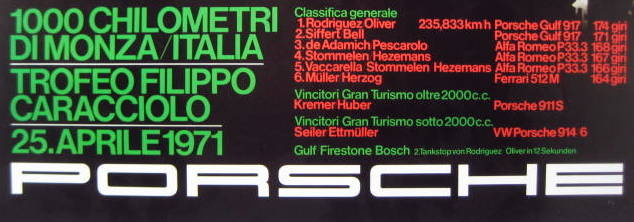 1000 CHILOMETRI
DI MONZA/ITALIA
TROFEO FILIPPO
CARACCIOLO
25. APRILE 1971
Classifica generale
1. Rodriguez Oliver 235,833 km h Porsche Gulf 917 174 giri
2. Siffert Bell Porsche Gulf 917 171 giri
3. de Adamich Pescarolo Alfa Romeo P33.3 168 giri
4. Stommelen Hezemans Alfa Romeo P33.3 167 giri
5. Vaccarella Stommelen Hezemans Alfa Romeo P33.3 166 giri
6. Müller Herzog Ferrari 512 M 164 giri
Vincitori Gran Turismo oltre 2000 c.c.
Kremer Huber Porsche 911 S
Vincitori Gran Turismo sotto 2000 c.c.
Seiler Ettmüller VW Porsche 914 6
Gulf Firestone Bosch 2. Tankstop von Rodriguez Oliver in 12 Sekunden
PORSCHE